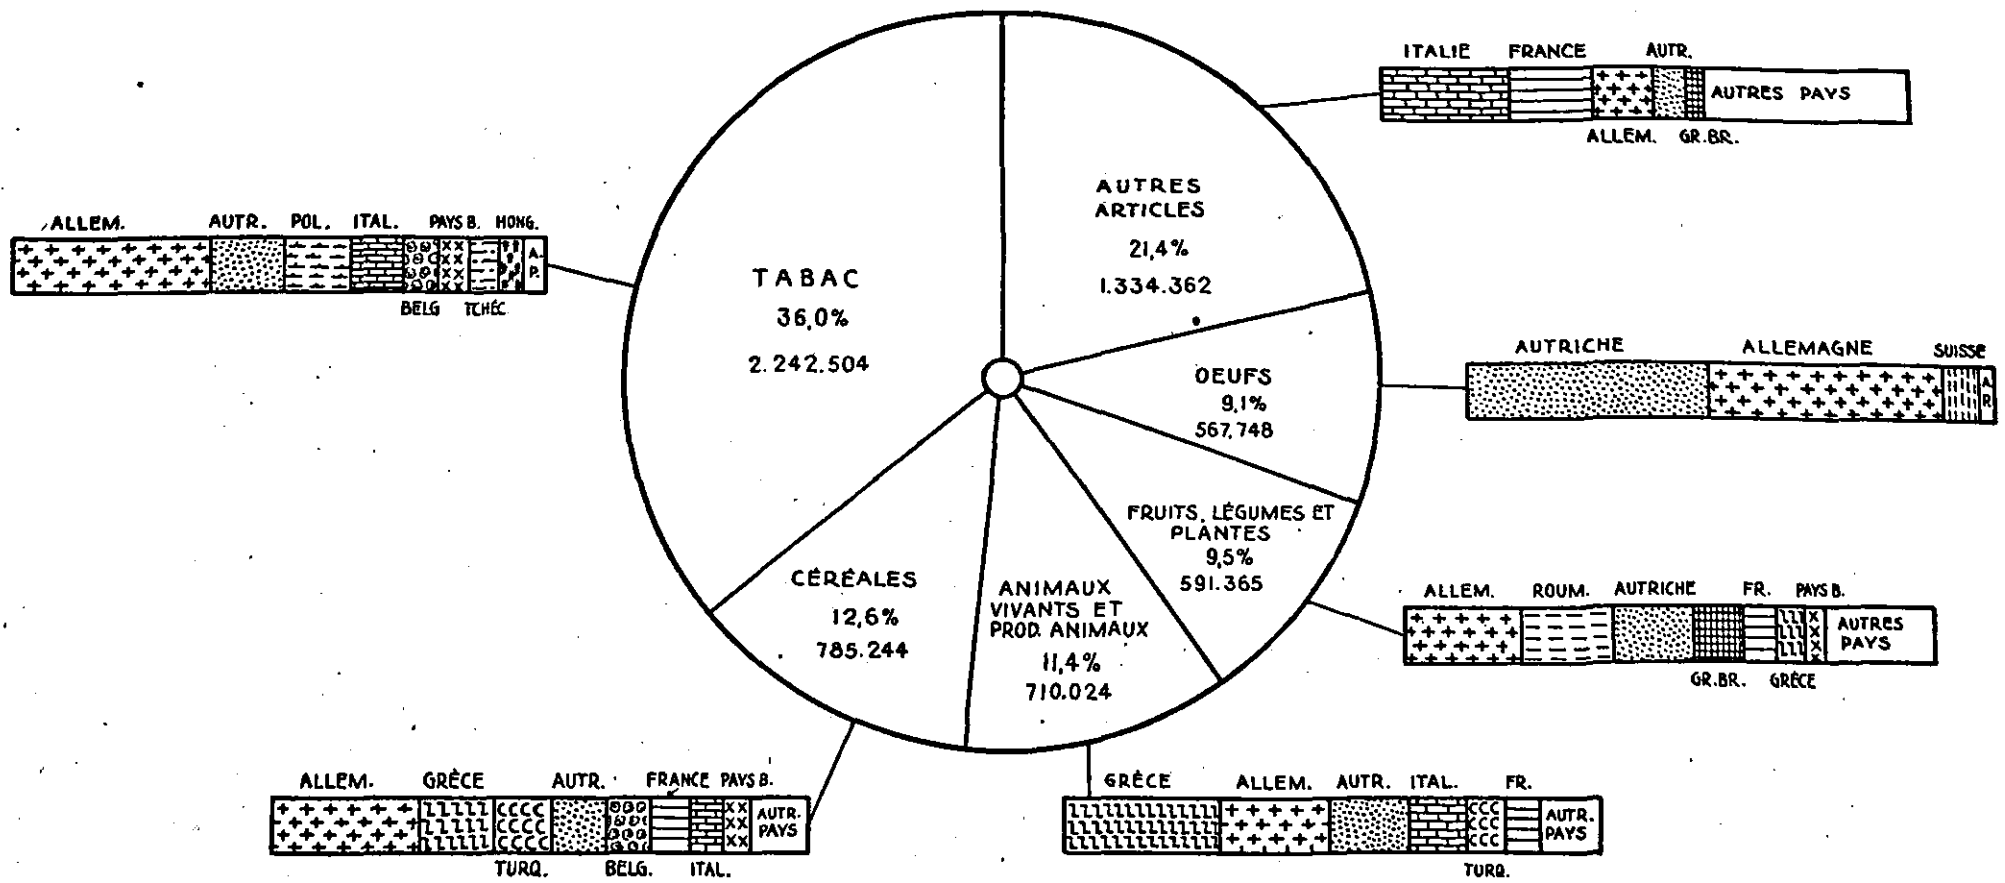 ITALIE FRANCE AUTR.
AUTRES PAYS
ALLEM. GR.BR.
AUTRES
ARTICLES
21,4%
1.334.362
ALLEM. AUTR. POL. ITAL. PAYS B. HONG.
A.
P.
BELG TCHÉC
TABAC
36,0%
2.242.504
AUTRICHE ALLEMAGNE SUISSE
A.
P.
OEUFS
9,1%
567,748
FRUITS, LÉGUMES ET
PLANTES
9,5%
591.365
ALLEM. ROUM. AUTRICHE FR. PAYS B.
AUTRES
PAYS
GR.BR. GRÉCE
CÉRÉALES
12,6%
785.244
ANIMAUX
VIVANTS ET
PROD. ANIMAUX
11,4%
710.024
ALLEM. GRÈCE AUTR. FRANCE PAYS B.
AUTR.
PAYS
TURQ. BELG. ITAL.
GRÈCE ALLEM. AUTR. ITAL. FR.
AUTR.
PAYS
TURQ.